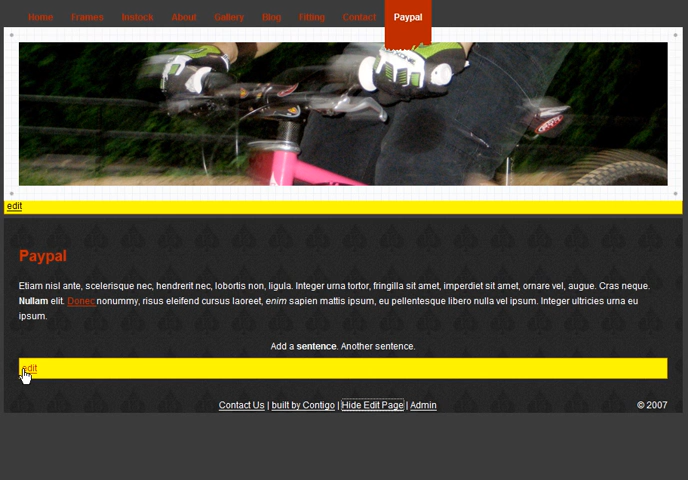 Home Frames Instock About Gallery Blog Fitting Contact Paypal
edit
Paypal
Etiam nisl ante, scelerisque nec, hendrerit nec, lobortis non, ligula. Integer urna tortor, fringilla sit amet, imperdiet sit amet, ornare vel, augue. Cras neque.
Nullam elit. Donec nonummy, risus eleifend cursus laoreet, enim sapien mattis ipsum, eu pellentesque libero nulla vel ipsum. Integer ultricies urna eu
ipsum.
Add a sentence. Another sentence.
edit
Contact Us | built by Contigo | Hide Edit Page | Admin © 2007